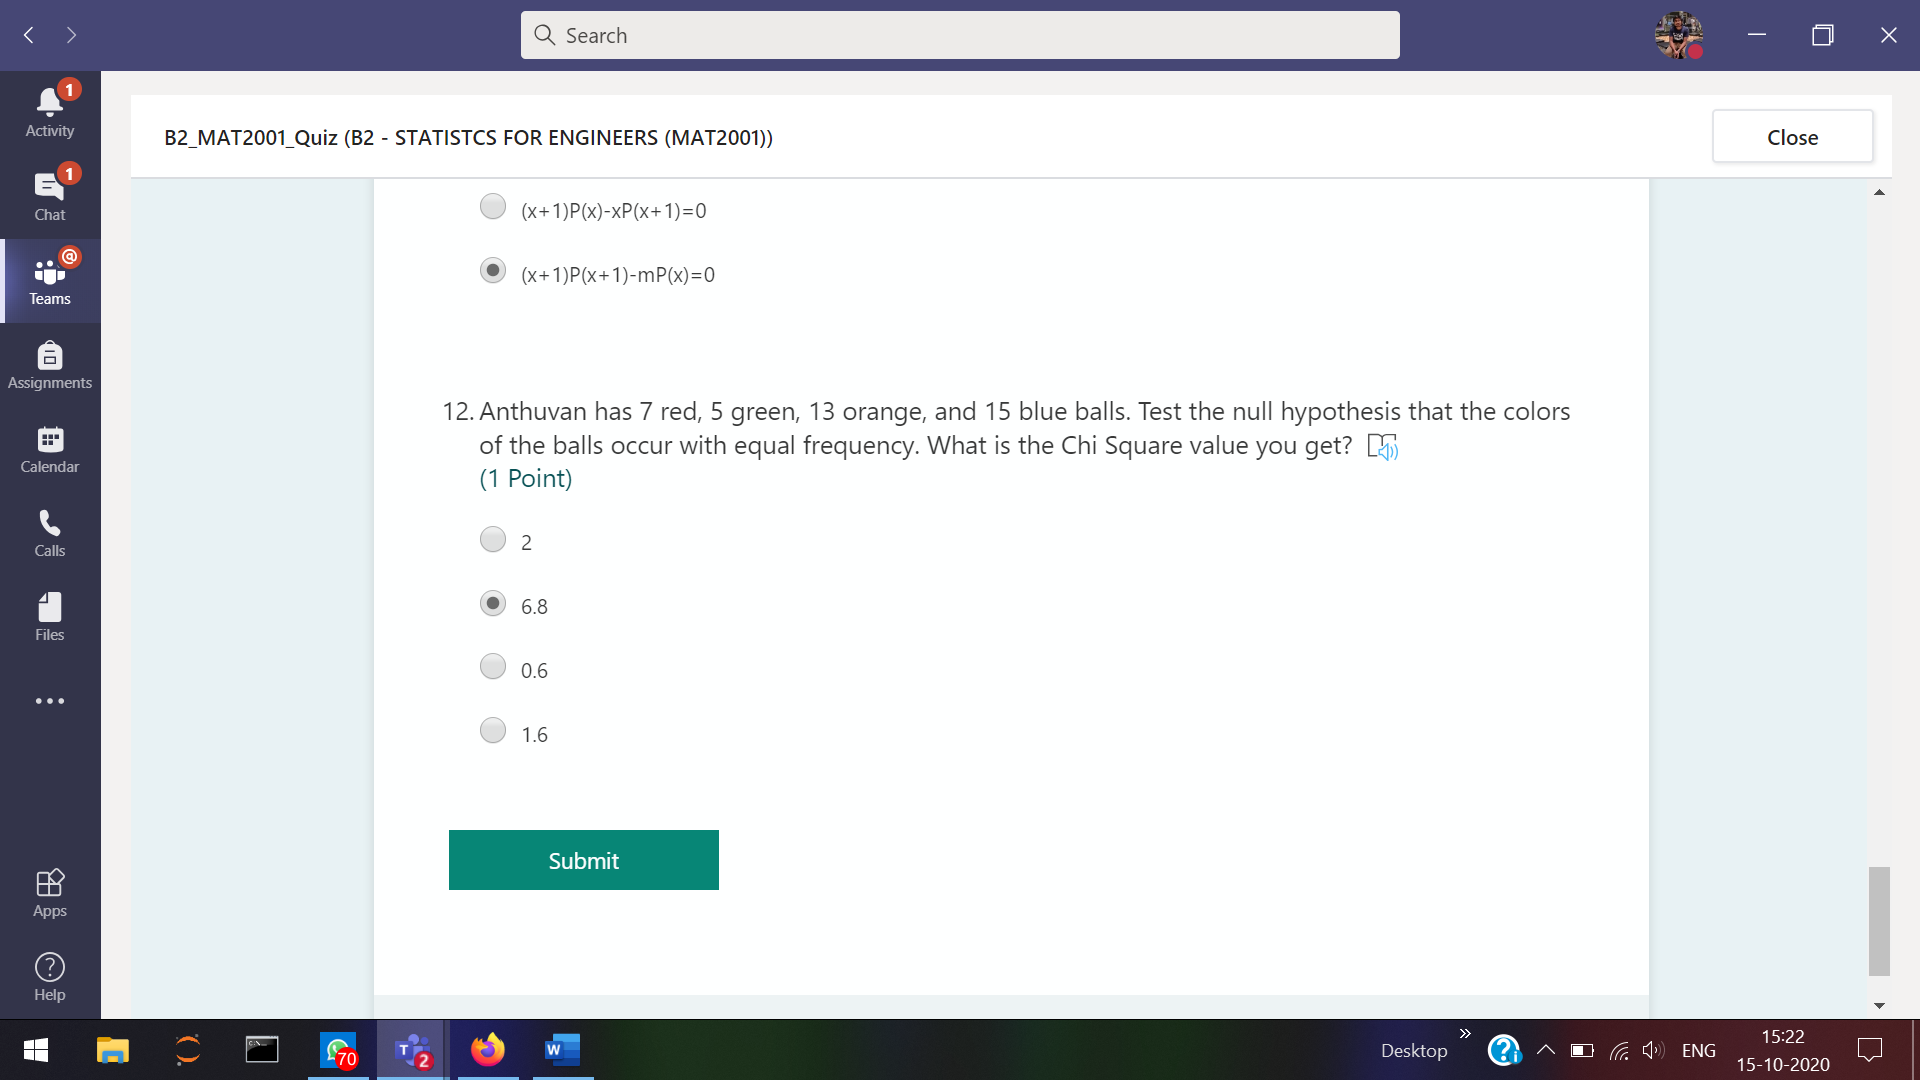 Search
1
Activity
1
Chat
@
Teams
Assignments
Calendar
Calls
Files
Apps
Help
B2_MAT2001_Quiz (B2 - STATISTCS FOR ENGINEERS (MAT2001))
Close
(x+1)P(x)-xP(x+1)=0
(x+1)P(x+1)-mP(x)=0
12. Anthuvan has 7 red, 5 green, 13 orange, and 15 blue balls. Test the null hypothesis that the colors
of the balls occur with equal frequency. What is the Chi Square value you get?
(1 Point)
2
6.8
0.6
1.6
Submit
70
T
2
W
Desktop
ENG
15:22
15-10-2020